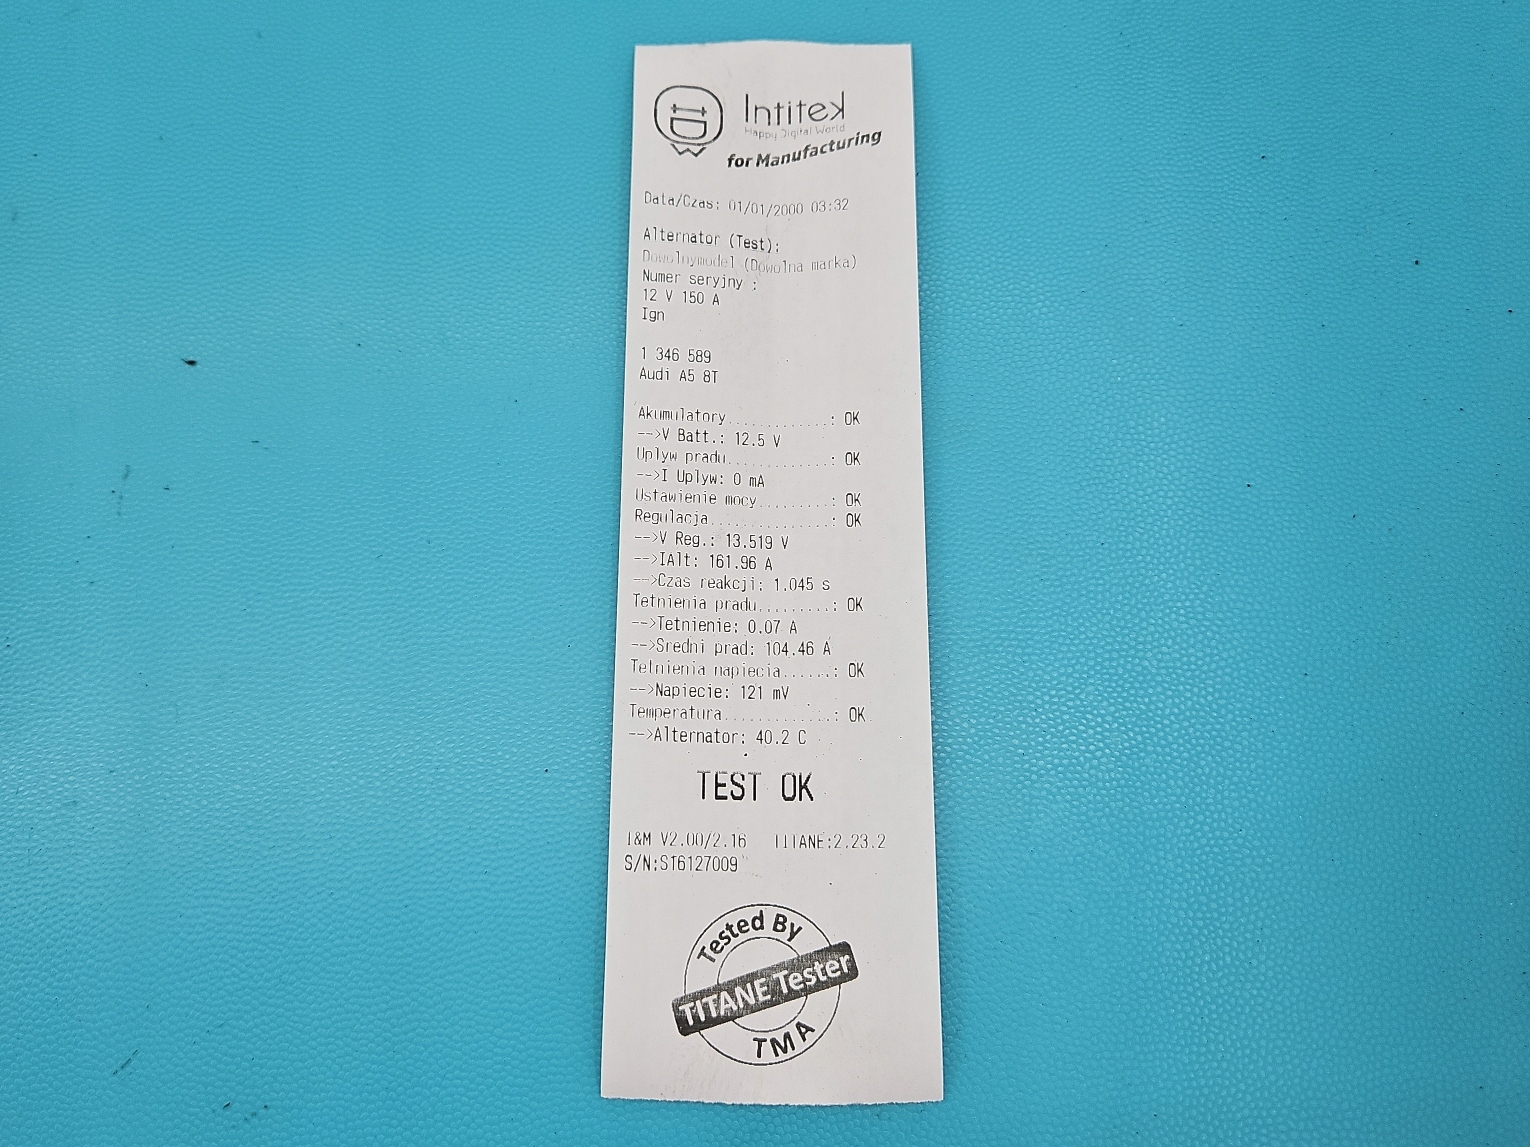 Intitek
Happy Digital World
for Manufacturing
Data/Czas: 01/01/2000 03:32
Alternator (Test):
Dowolnymodel (Dowolna marka)
Numer seryjny :
12 V 150 A
Ign
1 346 589
Audi A5 8T
Akumulatory............: OK
-->V Batt.: 12.5 V
Uplyw pradu............: OK
-->I Uplyw: 0 mA
Ustawienie mocy........: OK
Regulacja..............: OK
-->V Reg.: 13.519 V
-->IAlt: 161.96 A
-->Czas reakcji: 1.045 s
Tetnienia pradu........: OK
-->Tetnienie: 0.07 A
-->Sredni prad: 104.46 A
Tetnienia napiecia.....: OK
-->Napiecie: 121 mV
Temperatura............: OK
-->Alternator: 40.2 C
TEST OK
I&M V2.00/2.16 TITANE:2.23.2
S/N:ST6127009
Tested By
TITANE Tester
TMA